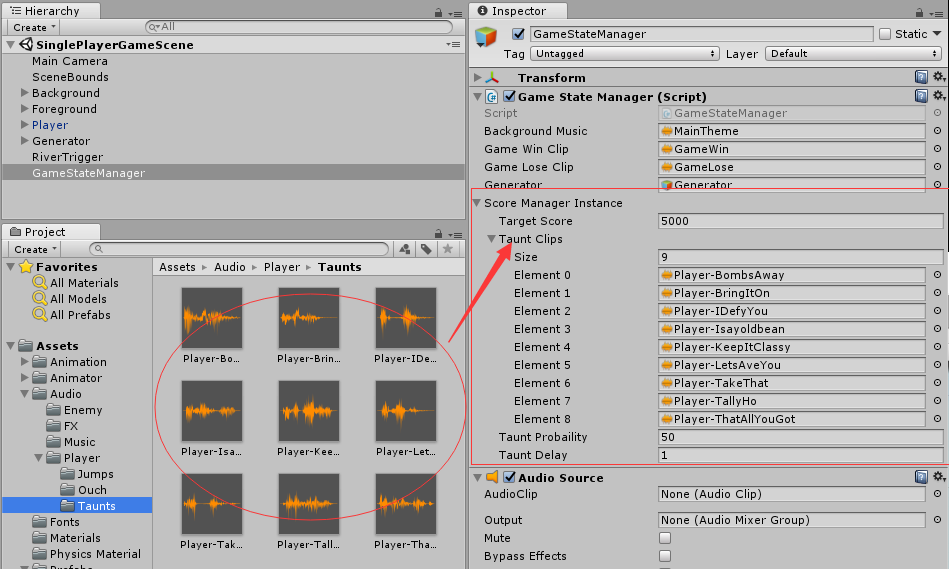 Hierarchy
Create
All
SinglePlayerGameScene
Main Camera
SceneBounds
Background
Foreground
Player
Generator
RiverTrigger
GameStateManager
Project
Create
Favorites
All Materials
All Models
All Prefabs
Assets
Animation
Animator
Audio
Enemy
FX
Music
Player
Jumps
Ouch
Taunts
Fonts
Materials
Physics Material
Prefabs
Assets Audio Player Taunts
Player-Bo... Player-Brin... Player-IDe...
Player-Isa... Player-Kee... Player-Let...
Player-Tak... Player-Tall... Player-Tha...
Inspector
GameStateManager Static
Tag Untagged Layer Default
Transform
Game State Manager (Script)
Script GameStateManager
Background Music MainTheme
Game Win Clip GameWin
Game Lose Clip GameLose
Generator Generator
Score Manager Instance
Target Score 5000
Taunt Clips
Size 9
Element 0 Player-BombsAway
Element 1 Player-BringItOn
Element 2 Player-IDefyYou
Element 3 Player-Isayoldbean
Element 4 Player-KeepItClassy
Element 5 Player-LetsAveYou
Element 6 Player-TakeThat
Element 7 Player-TallyHo
Element 8 Player-ThatAllYouGot
Taunt Probaility 50
Taunt Delay 1
Audio Source
AudioClip None (Audio Clip)
Output None (Audio Mixer Group)
Mute
Bypass Effects